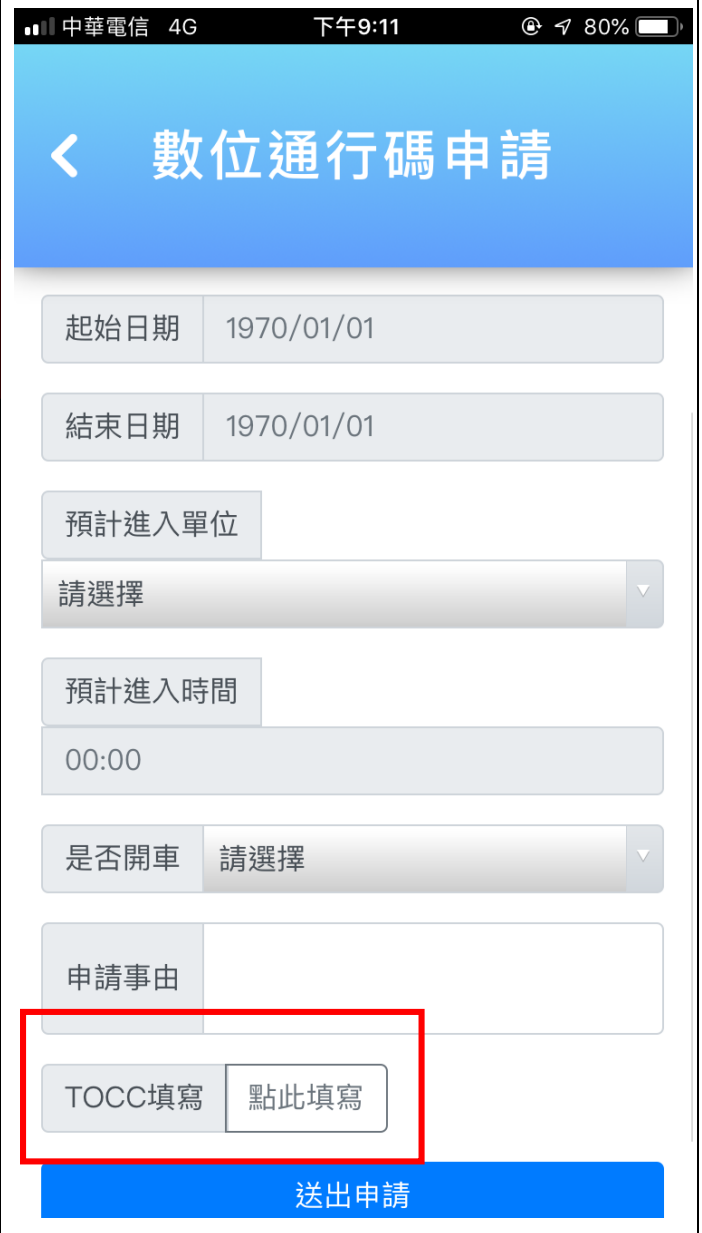 中華電信 4G 下午9:11 80%
數位通行碼申請
起始日期 1970/01/01
結束日期 1970/01/01
預計進入單位
請選擇
預計進入時間
00:00
是否開車 請選擇
申請事由
TOCC填寫 點此填寫
送出申請